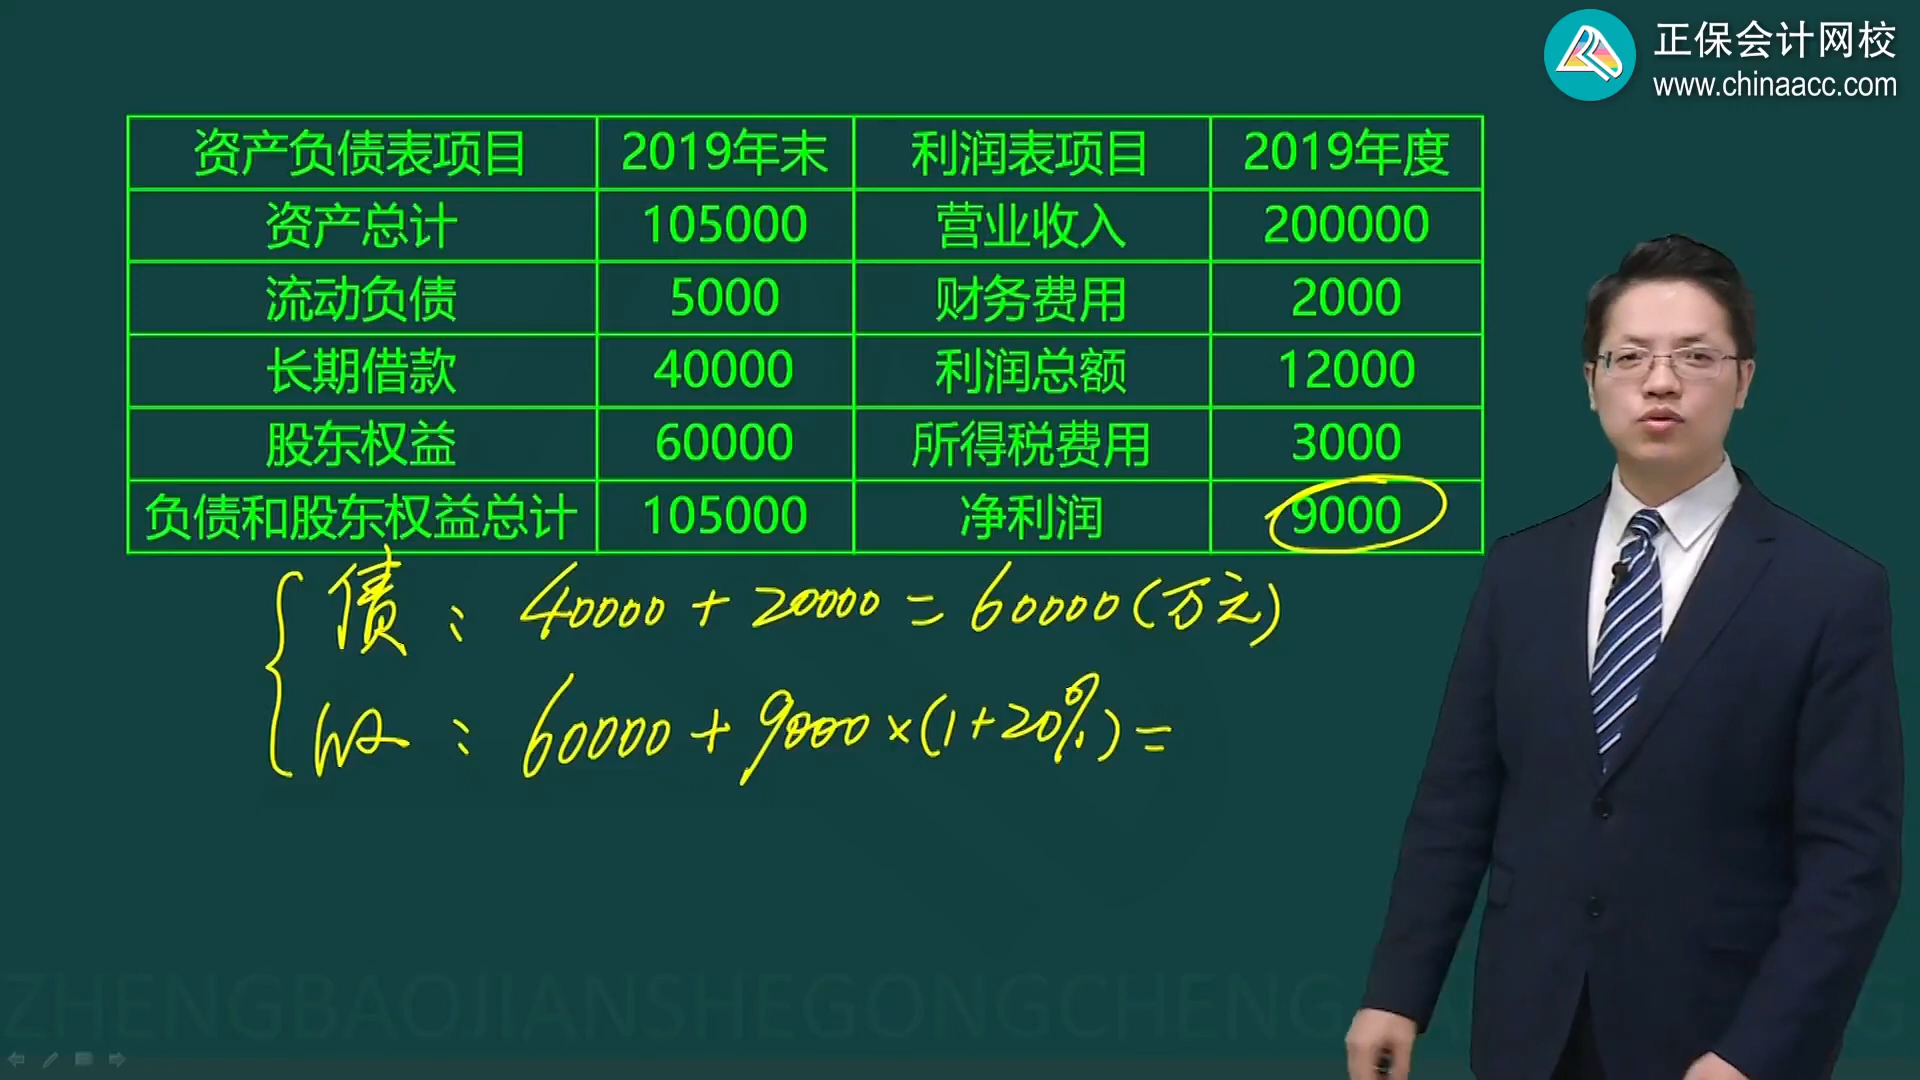 正保会计网校
www.chinaacc.com
资产负债表项目 2019年末 利润表项目 2019年度
资产总计 105000 营业收入 200000
流动负债 5000 财务费用 2000
长期借款 40000 利润总额 12000
股东权益 60000 所得税费用 3000
负债和股东权益总计 105000 净利润 9000
债：40000+20000=60000(万元)
股：60000+9000×(1+20%)=